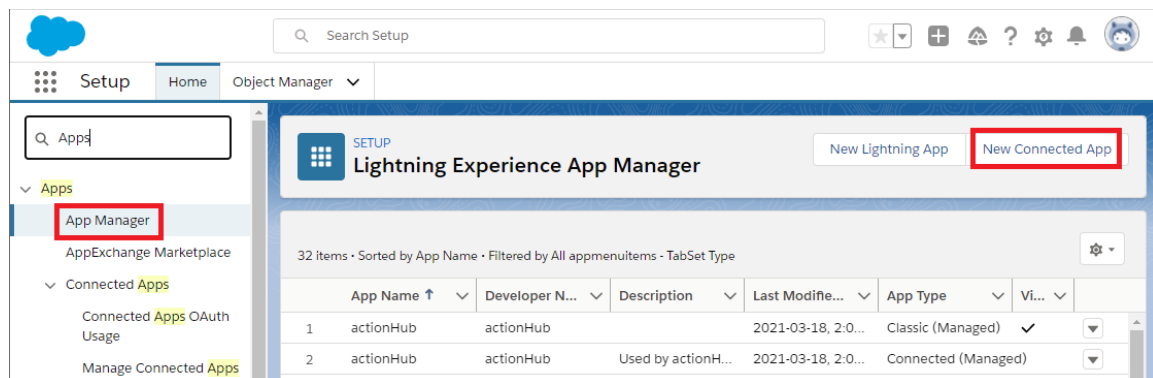 Search Setup
Setup Home Object Manager
Apps
SETUP
Lightning Experience App Manager
New Lightning App New Connected App
Apps
App Manager
AppExchange Marketplace
Connected Apps
Connected Apps OAuth
Usage
Manage Connected Apps
32 items • Sorted by App Name • Filtered by All appmenuitems - TabSet Type
App Name Developer N... Description Last Modifie... App Type Vi...
1 actionHub actionHub 2021-03-18, 2:0... Classic (Managed)
2 actionHub actionHub Used by actionH... 2021-03-18, 2:0... Connected (Managed)